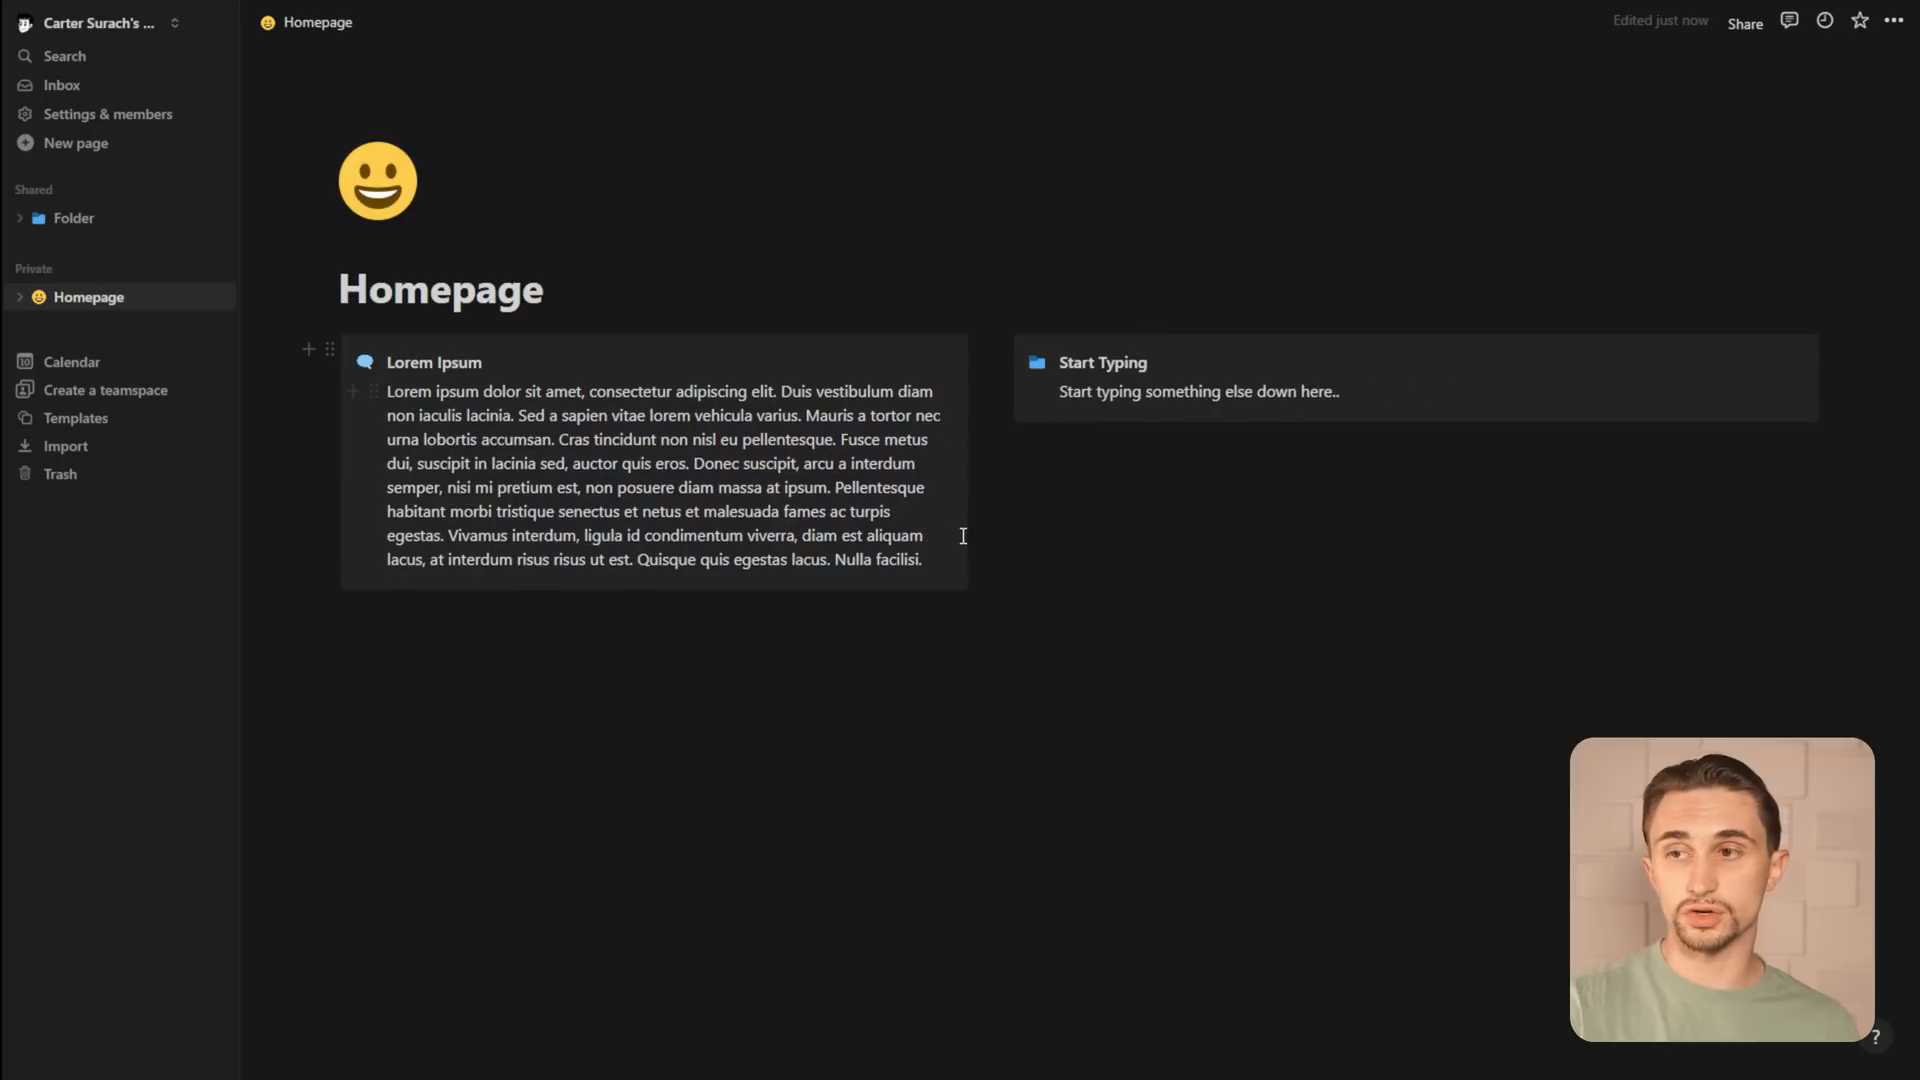 Carter Surach's ...
Search
Inbox
Settings & members
New page
Shared
Folder
Private
Homepage
Calendar
Create a teamspace
Templates
Import
Trash
Homepage
Edited just now
Share
Homepage
Lorem Ipsum
Lorem ipsum dolor sit amet, consectetur adipiscing elit. Duis vestibulum diam
non iaculis lacinia. Sed a sapien vitae lorem vehicula varius. Mauris a tortor nec
urna lobortis accumsan. Cras tincidunt non nisl eu pellentesque. Fusce metus
dui, suscipit in lacinia sed, auctor quis eros. Donec suscipit, arcu a interdum
semper, nisi mi pretium est, non posuere diam massa at ipsum. Pellentesque
habitant morbi tristique senectus et netus et malesuada fames ac turpis
egestas. Vivamus interdum, ligula id condimentum viverra, diam est aliquam
lacus, at interdum risus risus ut est. Quisque quis egestas lacus. Nulla facilisi.
Start Typing
Start typing something else down here..
?